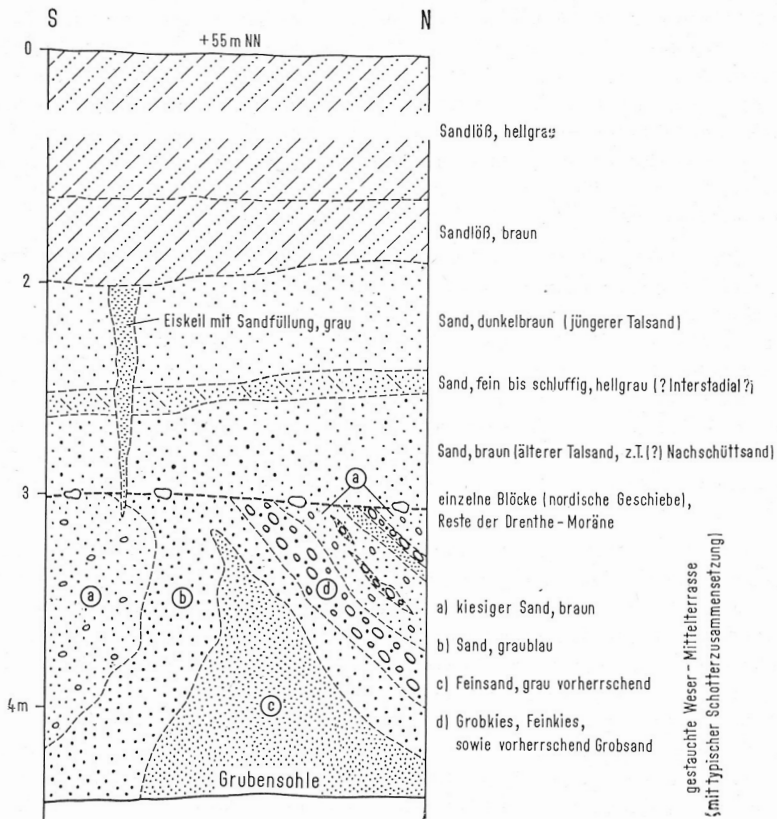 S
N
+55 m NN
0
Sandlöß, hellgrau
Sandlöß, braun
2
Eiskeil mit Sandfüllung, grau
Sand, dunkelbraun (jüngerer Talsand)
Sand, fein bis schluffig, hellgrau (? Interstadial ?)
Sand, braun (älterer Talsand, z.T. (?) Nachschüttsand)
3
a
einzelne Blöcke (nordische Geschiebe),
Reste der Drenthe-Moräne
a
b
d
a) kiesiger Sand, braun
b) Sand, graublau
c) Feinsand, grau vorherrschend
4m
c
d) Grobkies, Feinkies,
sowie vorherrschend Grobsand
Grubensohle
gestauchte Weser-Mittelterrasse
(mit typischer Schotterzusammensetzung)